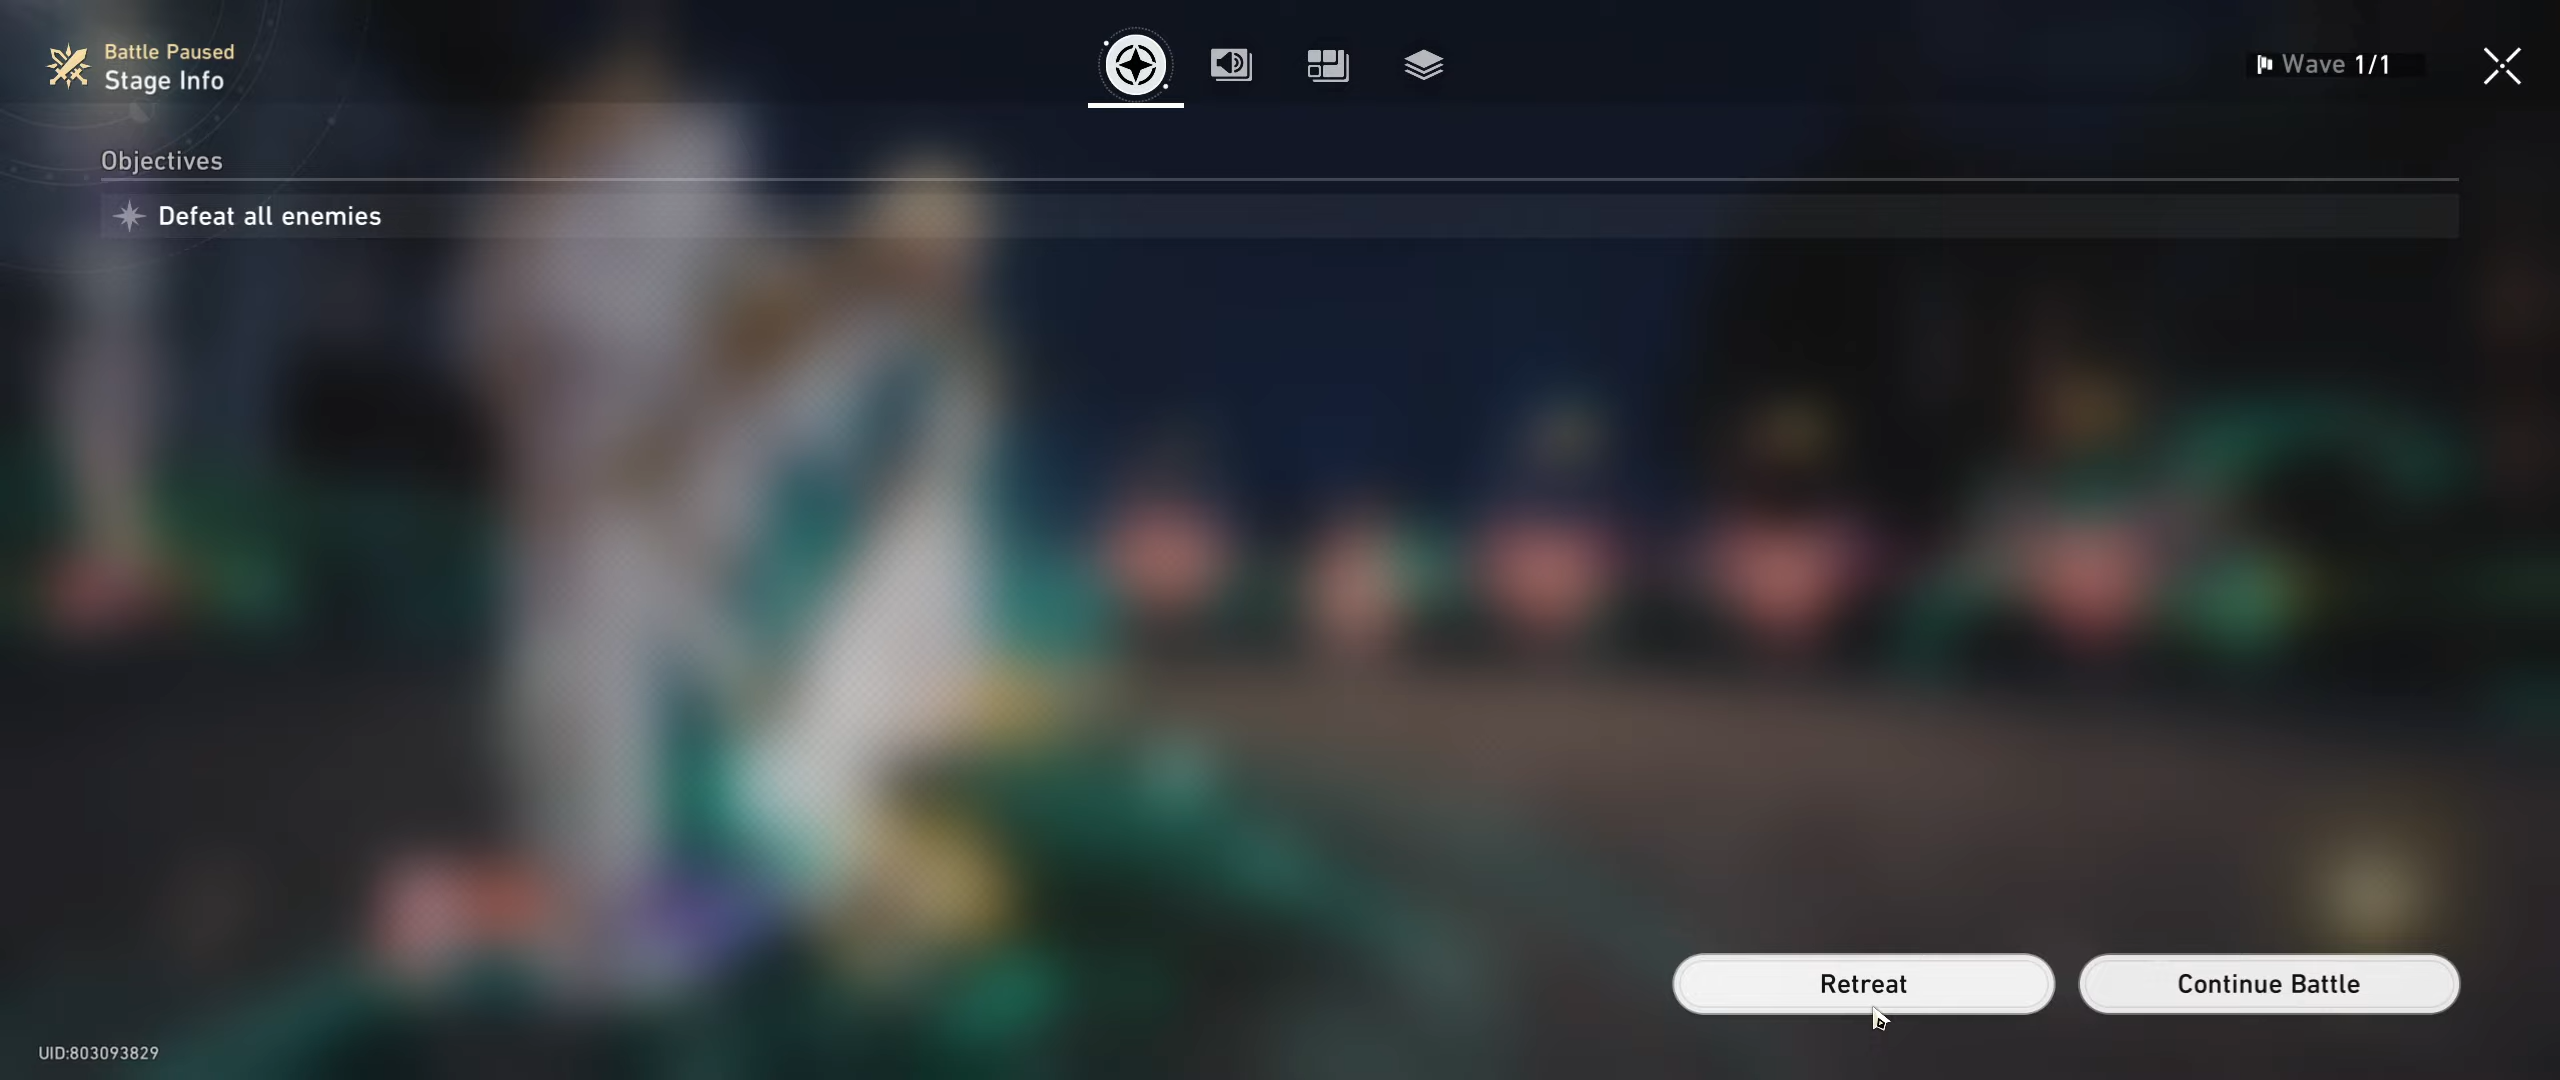 Battle Paused
Stage Info
Wave 1/1
Objectives
Defeat all enemies
Retreat
Continue Battle
UID:803093829